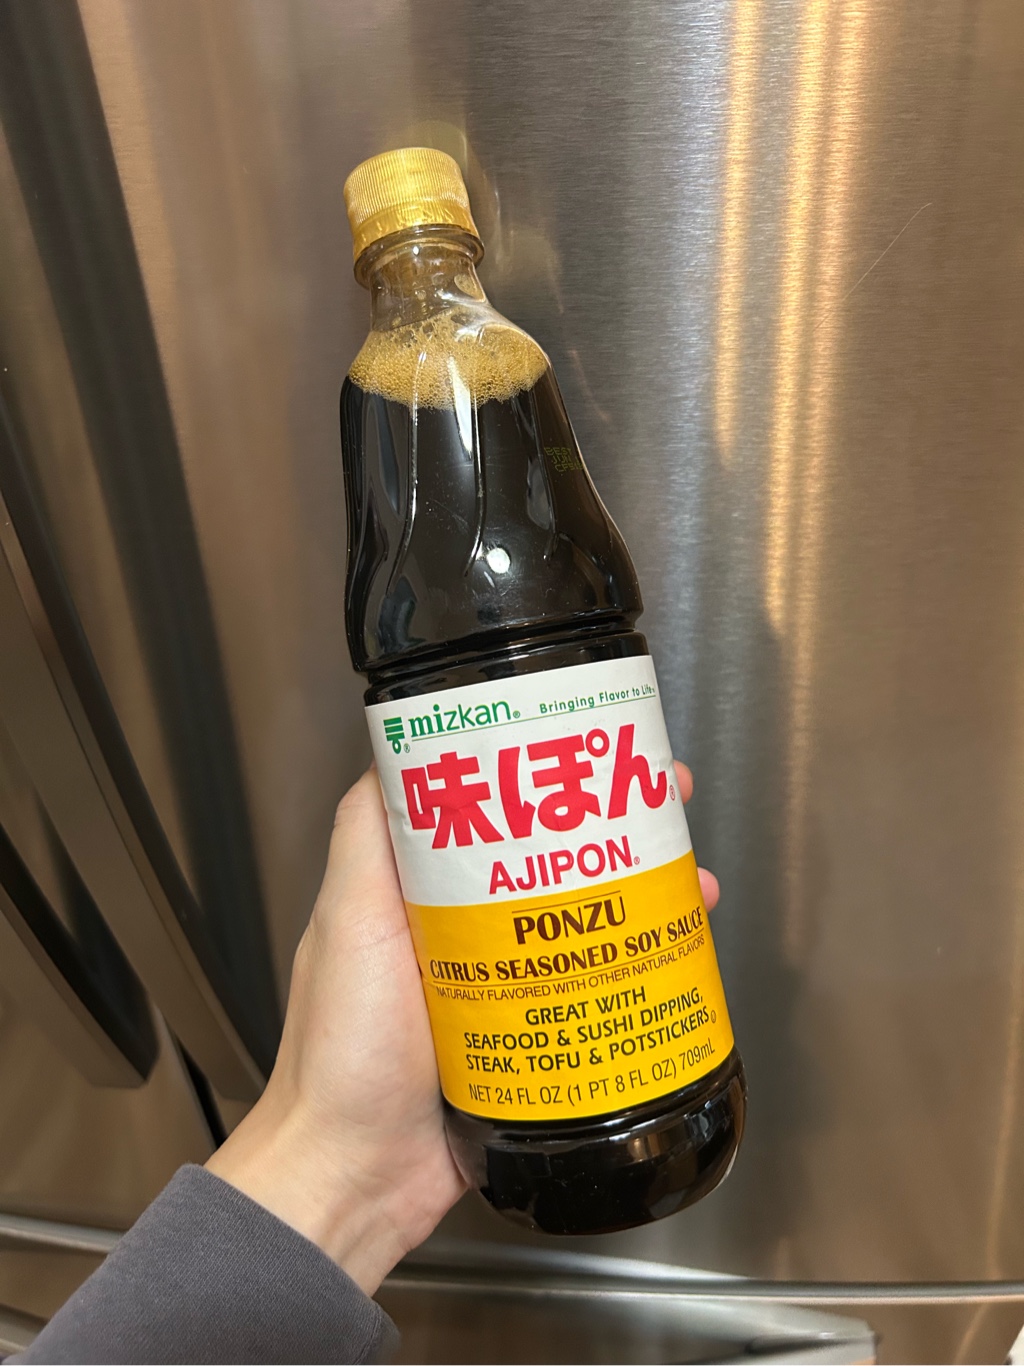 mizkan® Bringing Flavor to Life™
味ぽん®
AJIPON®
PONZU
CITRUS SEASONED SOY SAUCE
NATURALLY FLAVORED WITH OTHER NATURAL FLAVORS
GREAT WITH
SEAFOOD & SUSHI DIPPING,
STEAK, TOFU & POTSTICKERS
NET 24 FL OZ (1 PT 8 FL OZ) 709mL